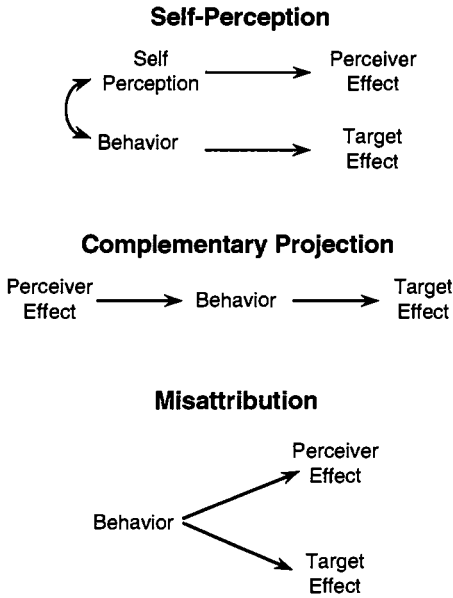 Self-Perception
Self
Perception
Perceiver
Effect
Behavior
Target
Effect
Complementary Projection
Perceiver
Effect
Behavior
Target
Effect
Misattribution
Perceiver
Effect
Behavior
Target
Effect